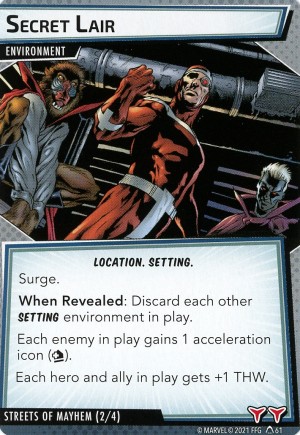 SECRET LAIR
ENVIRONMENT
LOCATION. SETTING.
Surge.
When Revealed: Discard each other
SETTING environment in play.
Each enemy in play gains 1 acceleration
icon ( ).
Each hero and ally in play gets +1 THW.
STREETS OF MAYHEM (2/4)
© MARVEL © 2021 FFG 61